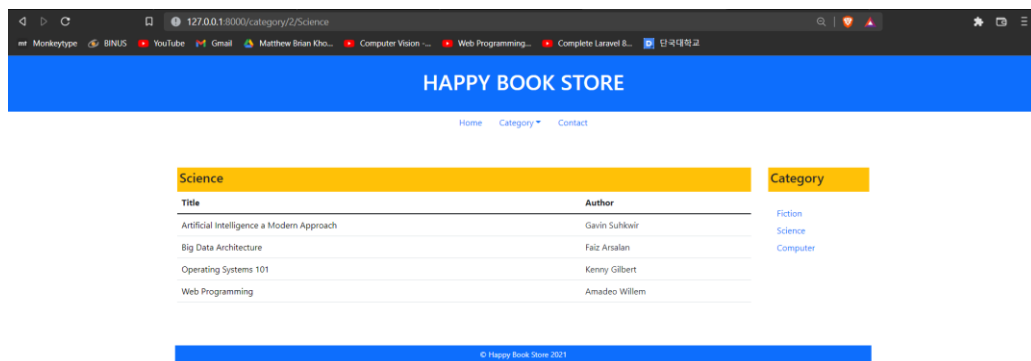 127.0.0.1:8000/category/2/Science
mt Monkeytype BINUS YouTube Gmail Matthew Brian Kho... Computer Vision -... Web Programming... Complete Laravel 8... 단국대학교
HAPPY BOOK STORE
Home Category Contact
Science
Title Author
Artificial Intelligence a Modern Approach Gavin Suhkwir
Big Data Architecture Faiz Arsalan
Operating Systems 101 Kenny Gilbert
Web Programming Amadeo Willem
Category
Fiction
Science
Computer
© Happy Book Store 2021